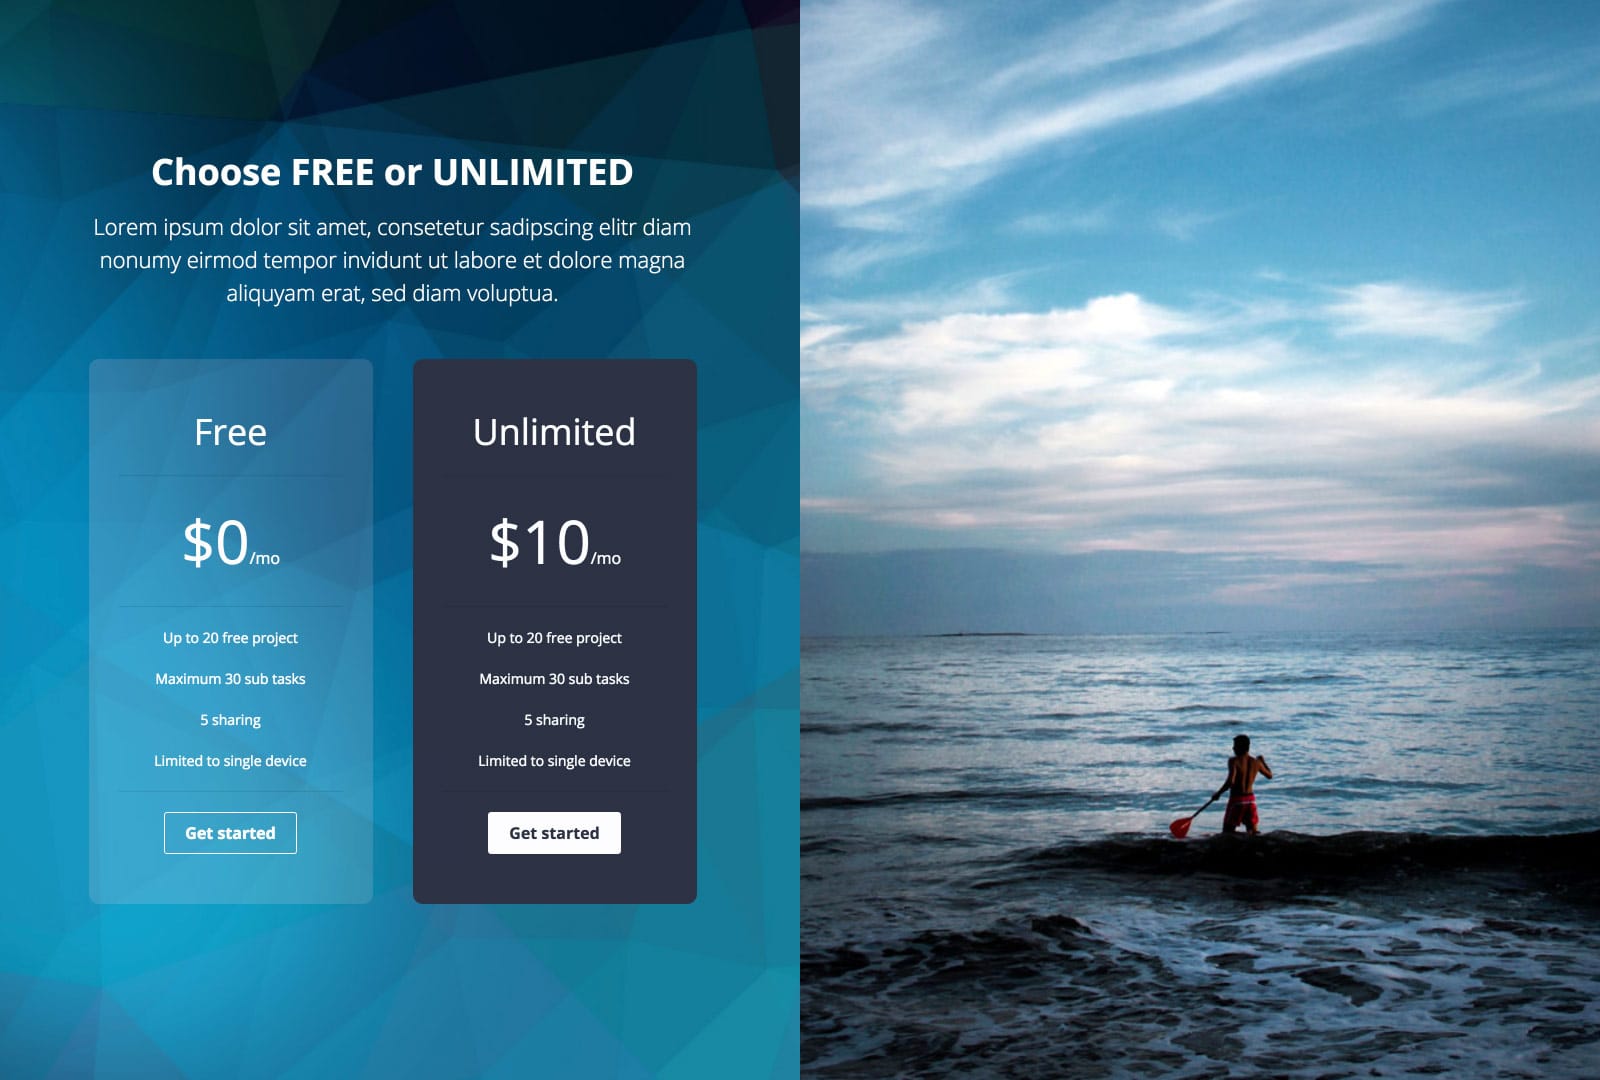 Choose FREE or UNLIMITED
Lorem ipsum dolor sit amet, consetetur sadipscing elitr diam
nonumy eirmod tempor invidunt ut labore et dolore magna
aliquyam erat, sed diam voluptua.
Free
$0/mo
Up to 20 free project
Maximum 30 sub tasks
5 sharing
Limited to single device
Get started
Unlimited
$10/mo
Up to 20 free project
Maximum 30 sub tasks
5 sharing
Limited to single device
Get started